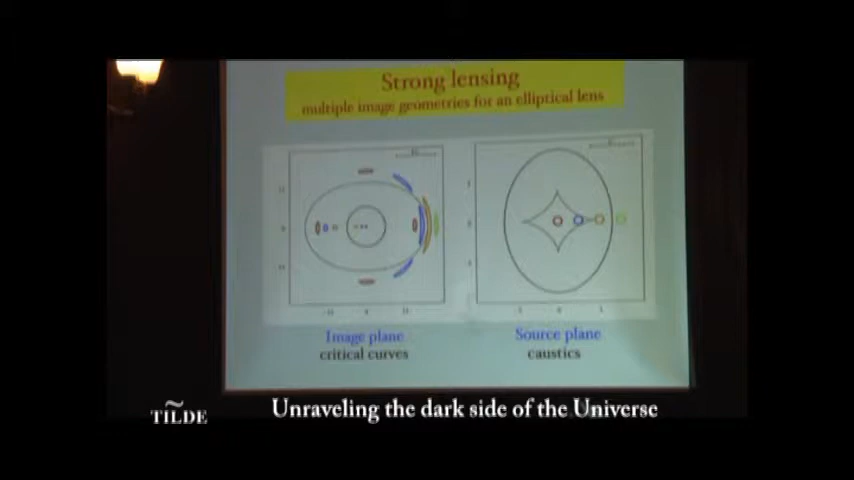 Strong lensing
multiple image geometries for an elliptical lens
Image plane
critical curves
Source plane
caustics
TILDE
Unraveling the dark side of the Universe